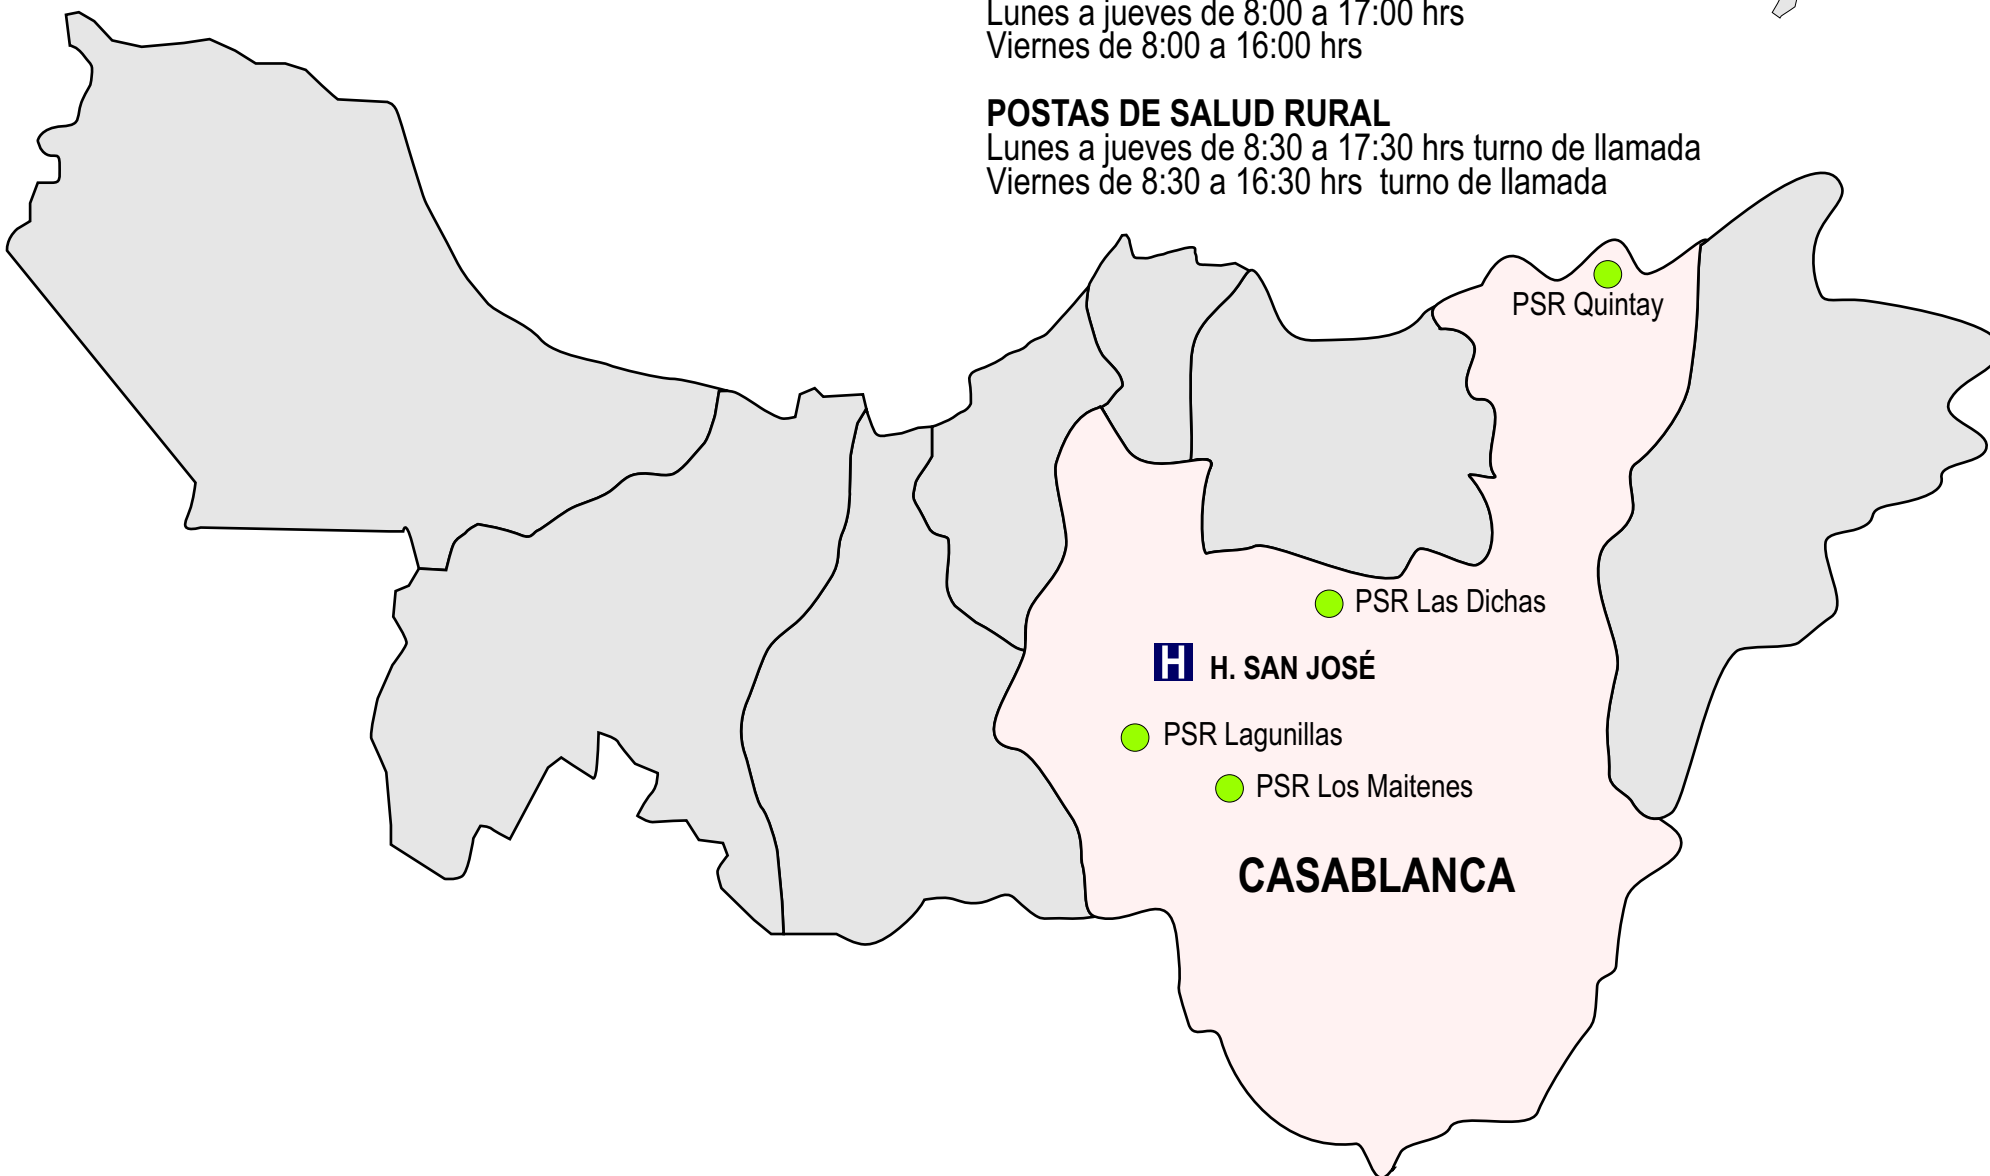 Lunes a jueves de 8:00 a 17:00 hrs
Viernes de 8:00 a 16:00 hrs
POSTAS DE SALUD RURAL
Lunes a jueves de 8:30 a 17:30 hrs turno de llamada
Viernes de 8:30 a 16:30 hrs  turno de llamada
PSR Quintay
PSR Las Dichas
H
H. SAN JOSÉ
PSR Lagunillas
PSR Los Maitenes
CASABLANCA